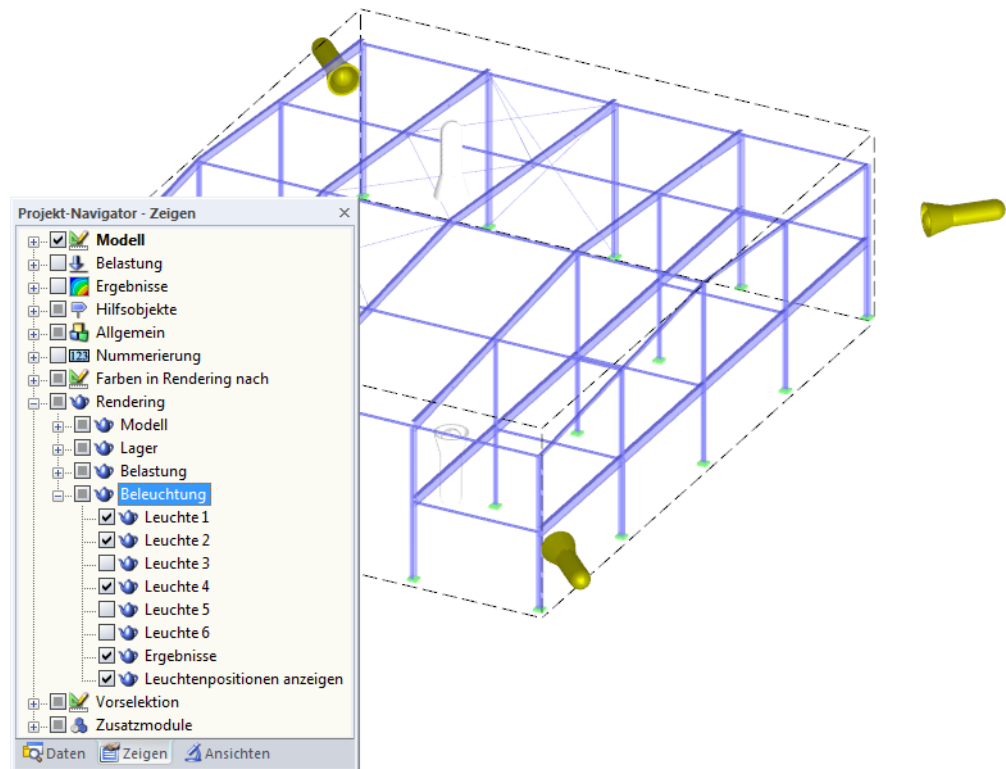 Projekt-Navigator - Zeigen
Modell
Belastung
Ergebnisse
Hilfsobjekte
Allgemein
123 Nummerierung
Farben in Rendering nach
Rendering
Modell
Lager
Belastung
Beleuchtung
Leuchte 1
Leuchte 2
Leuchte 3
Leuchte 4
Leuchte 5
Leuchte 6
Ergebnisse
Leuchtenpositionen anzeigen
Vorselektion
Zusatzmodule
Daten Zeigen Ansichten